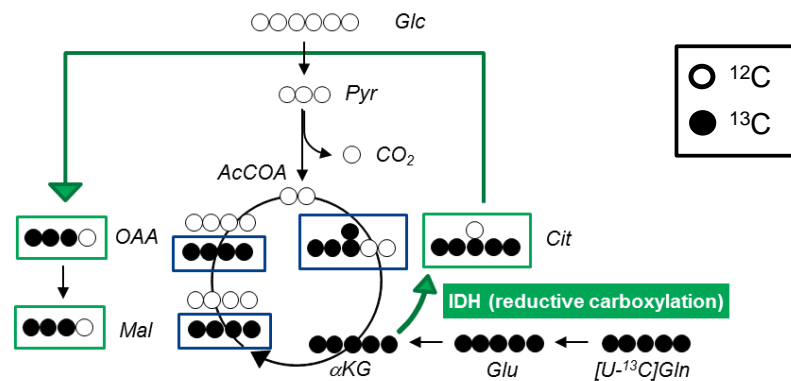 Glc
¹²C
Pyr
¹³C
CO₂
AcCOA
OAA
Cit
IDH (reductive carboxylation)
Mal
αKG
Glu
[U-¹³C]Gln